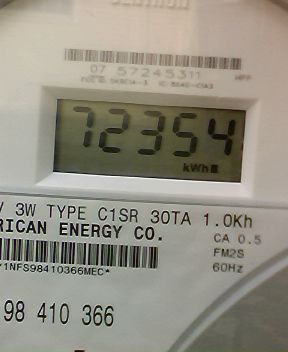 07 57245311
72354
kWh
V 3W TYPE C1SR 30TA 1.0Kh
RICAN ENERGY CO.
CA 0.5
FM2S
60Hz
1NFS98410366MEC*
98 410 366